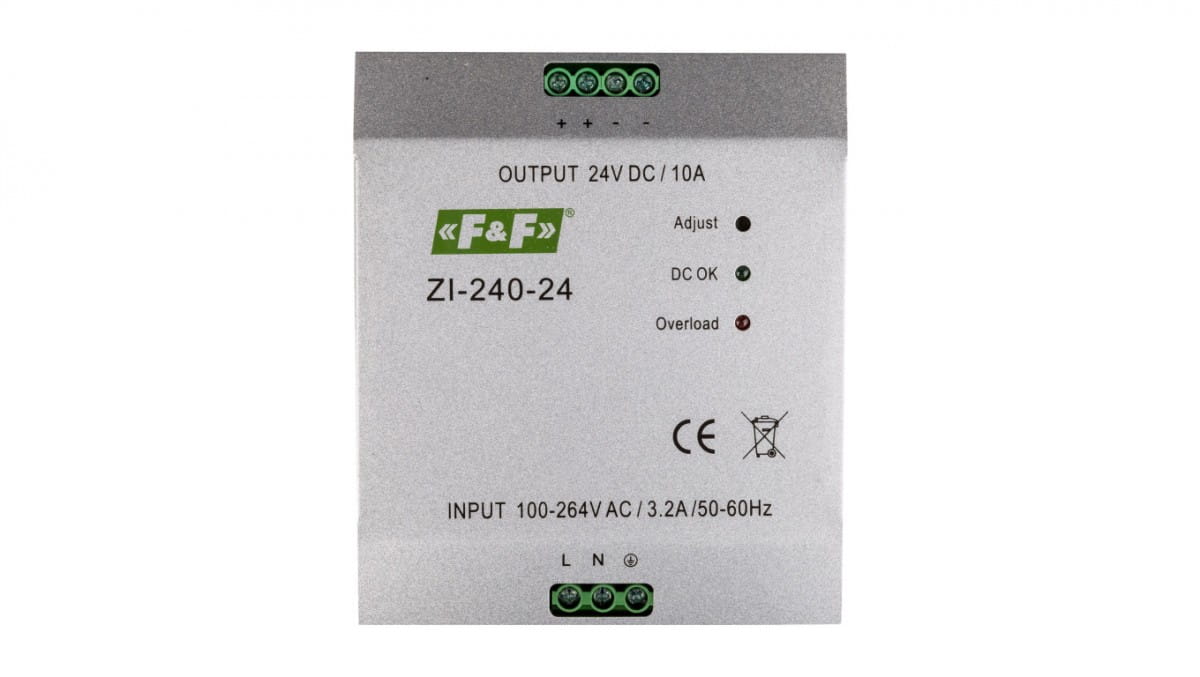 + + - -
OUTPUT 24V DC / 10A
«F&F»®
ZI-240-24
Adjust
DC OK
Overload
CE
INPUT 100-264V AC / 3.2A /50-60Hz
L N